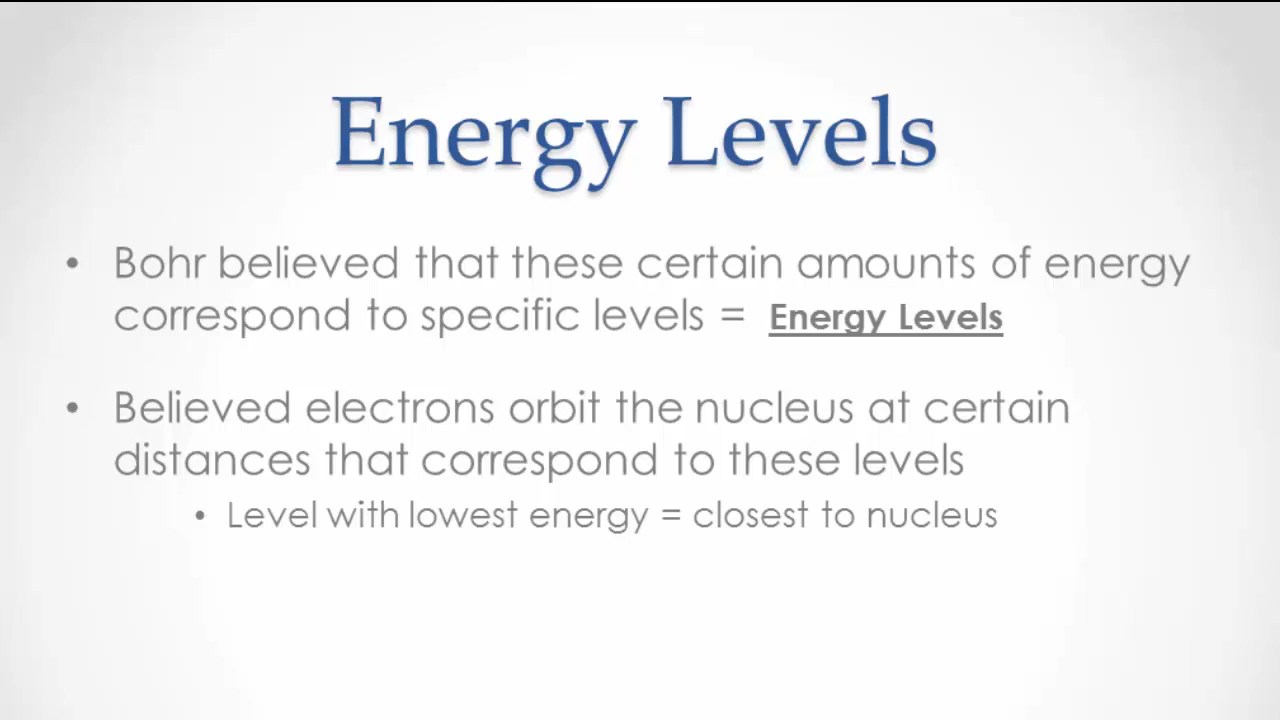 Energy Levels
• Bohr believed that these certain amounts of energy
correspond to specific levels = Energy Levels
• Believed electrons orbit the nucleus at certain
distances that correspond to these levels
• Level with lowest energy = closest to nucleus